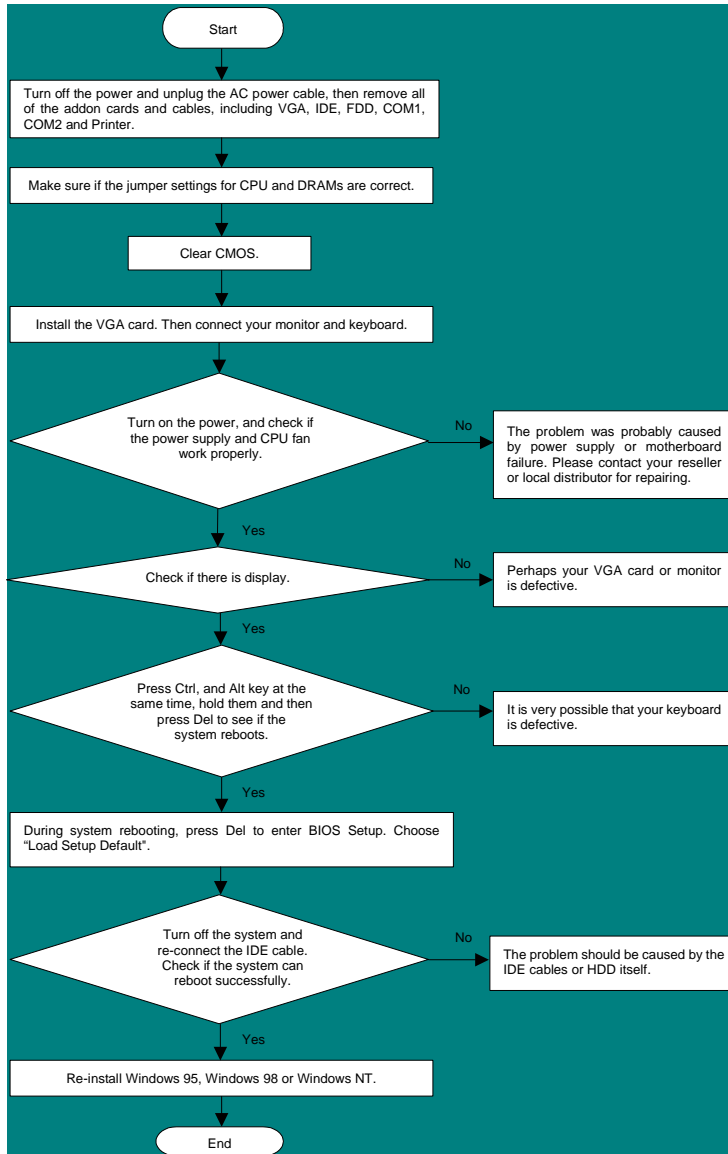 Start
Turn off the power and unplug the AC power cable, then remove all
of the addon cards and cables, including VGA, IDE, FDD, COM1,
COM2 and Printer.
Make sure if the jumper settings for CPU and DRAMs are correct.
Clear CMOS.
Install the VGA card. Then connect your monitor and keyboard.
Turn on the power, and check if
the power supply and CPU fan
work properly.
No
The problem was probably caused
by power supply or motherboard
failure. Please contact your reseller
or local distributor for repairing.
Yes
Check if there is display.
No
Perhaps your VGA card or monitor
is defective.
Yes
Press Ctrl, and Alt key at the
same time, hold them and then
press Del to see if the
system reboots.
No
It is very possible that your keyboard
is defective.
Yes
During system rebooting, press Del to enter BIOS Setup. Choose
“Load Setup Default”.
Turn off the system and
re-connect the IDE cable.
Check if the system can
reboot successfully.
No
The problem should be caused by the
IDE cables or HDD itself.
Yes
Re-install Windows 95, Windows 98 or Windows NT.
End